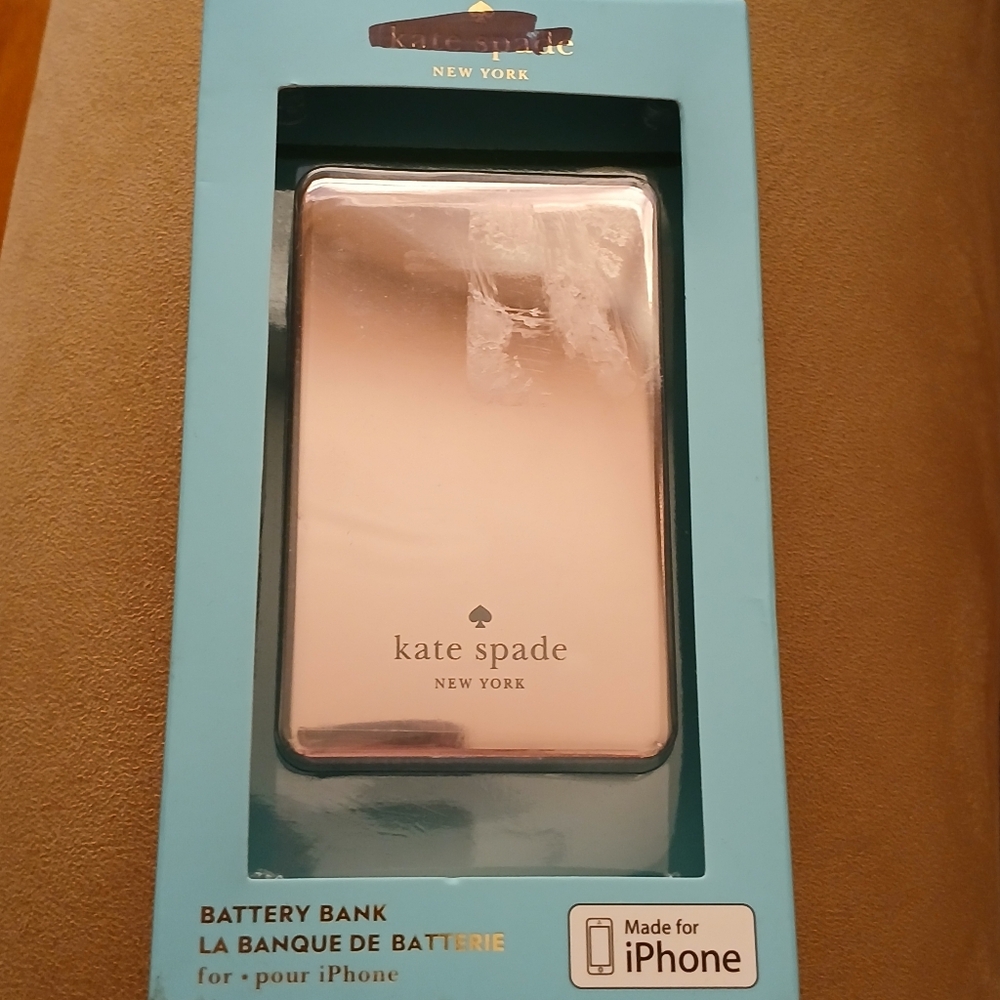 kate spade
NEW YORK
kate spade
NEW YORK
BATTERY BANK
LA BANQUE DE BATTERIE
for • pour iPhone
Made for
iPhone